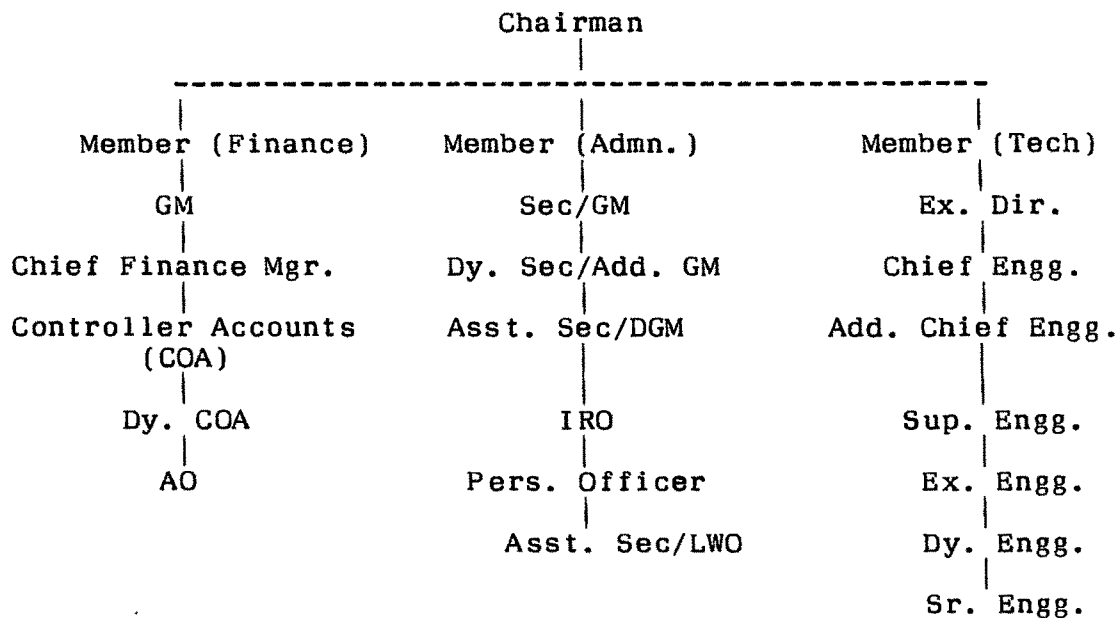 Chairman
Member (Finance) Member (Admn.) Member (Tech)
GM Sec/GM Ex. Dir.
Chief Finance Mgr. Dy. Sec/Add. GM Chief Engg.
Controller Accounts Asst. Sec/DGM Add. Chief Engg.
(COA)
Dy. COA IRO Sup. Engg.
AO Pers. Officer Ex. Engg.
Asst. Sec/LWO Dy. Engg.
Sr. Engg.